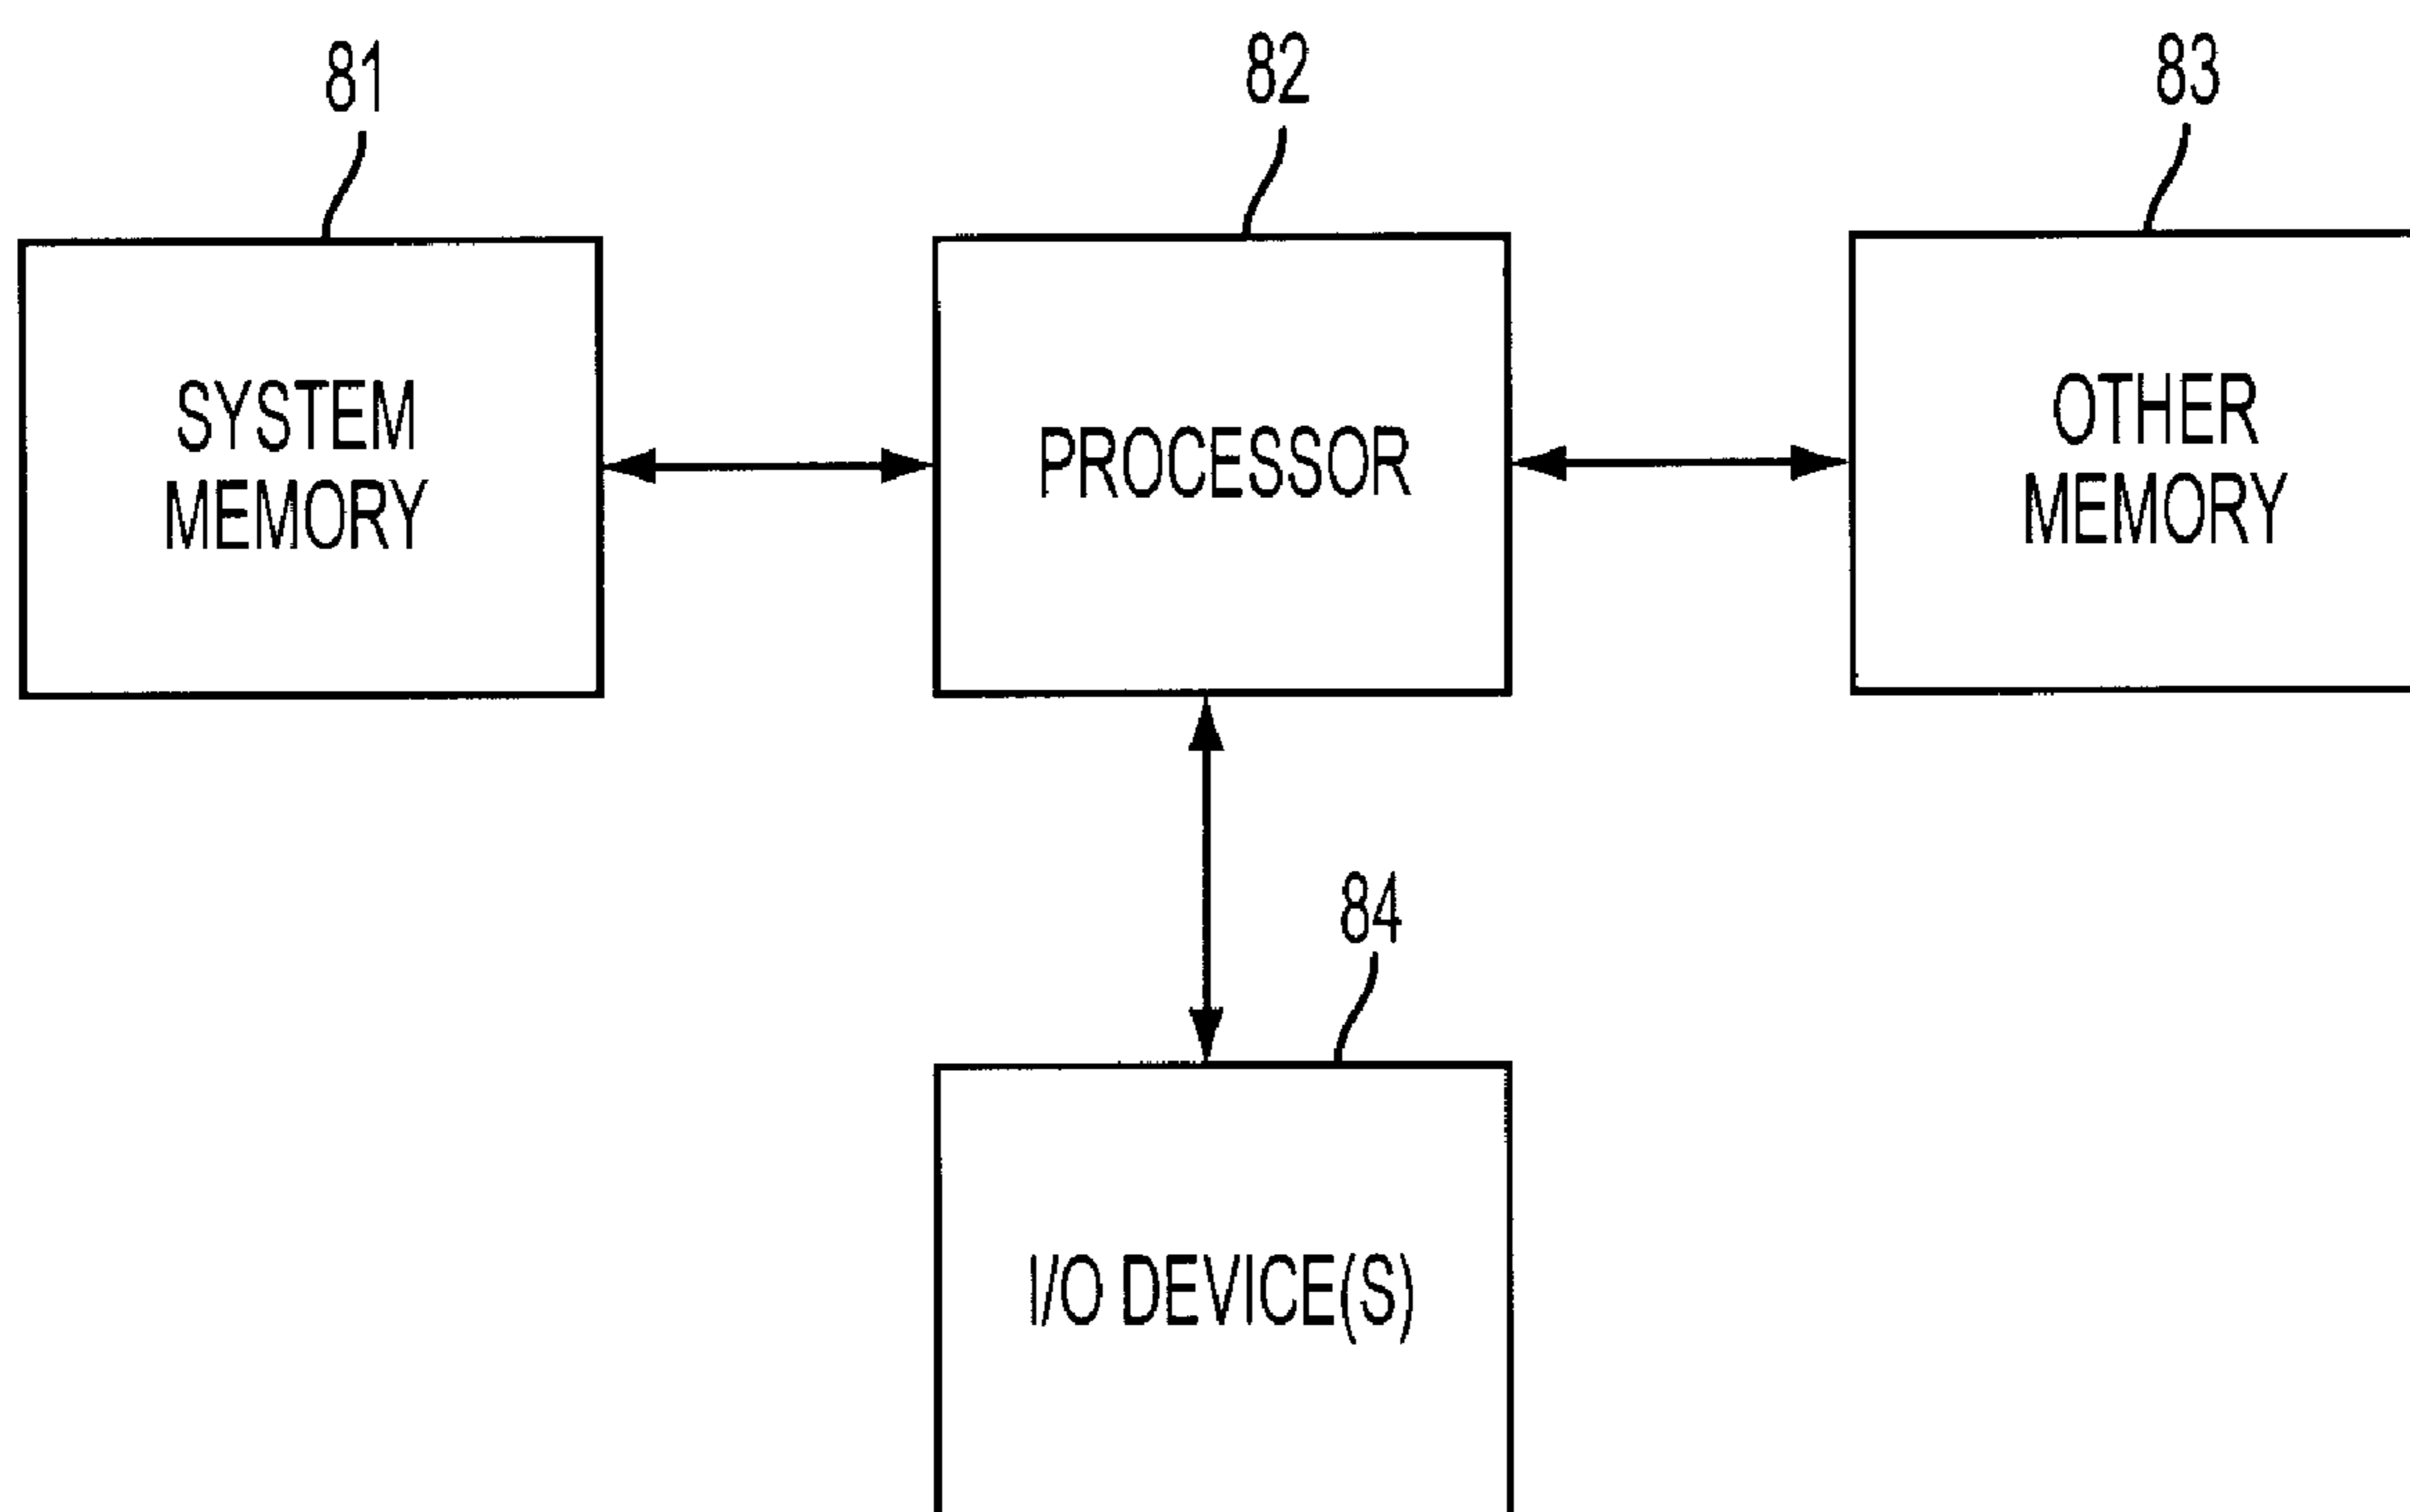 81
82
83
SYSTEM
MEMORY
PROCESSOR
OTHER
MEMORY
84
I/O DEVICE(S)